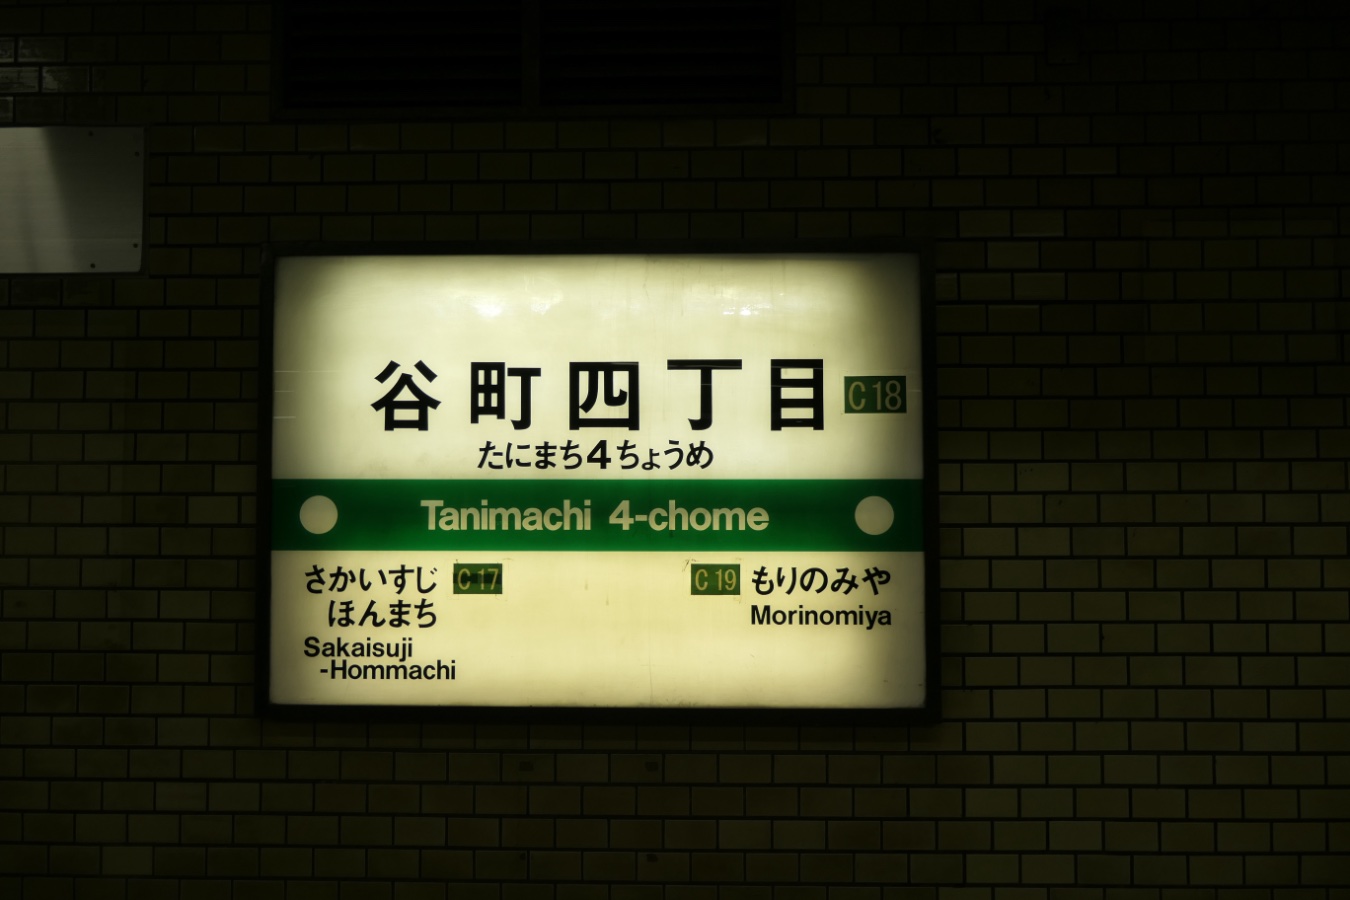 谷町四丁目 C18
たにまち4ちょうめ
Tanimachi 4-chome
さかいすじ C17
ほんまち
Sakaisuji
-Hommachi
C19 もりのみや
Morinomiya